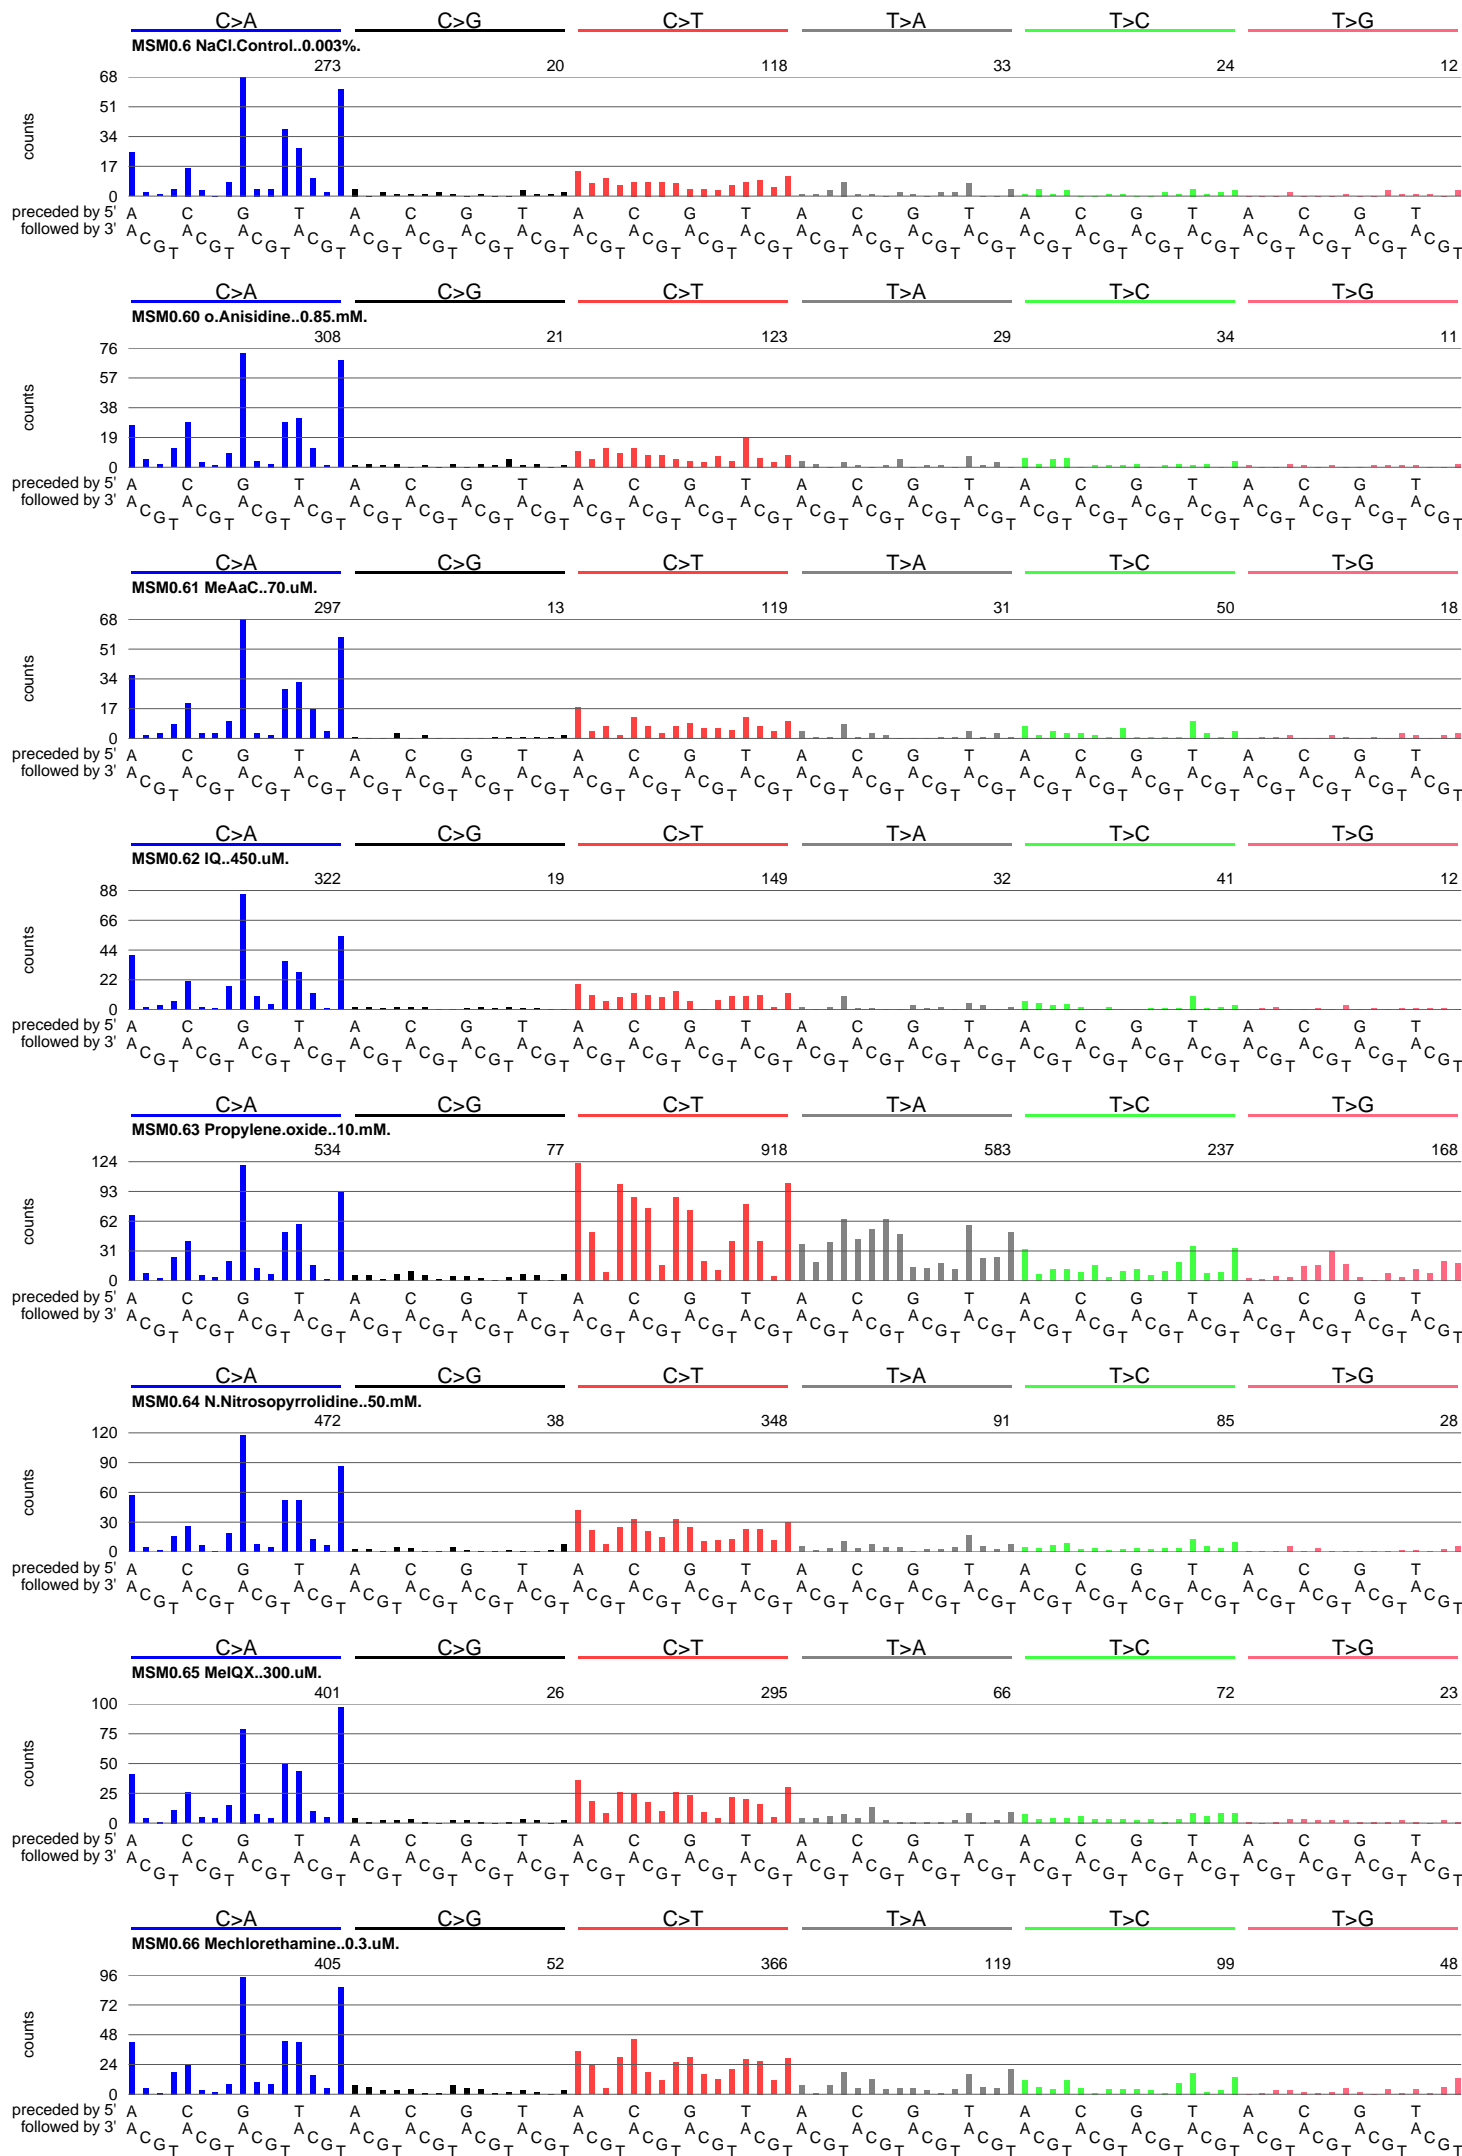 C>A C>G C>T T>A T>C T>G
MSM0.6 NaCl.Control..0.003%.
273 20 118 33 24 12
68
51
34
17
0
counts
preceded by 5' A C G T A C G T A C G T A C G T A C G T A C G T
followed by 3' A C G T A C G T A C G T A C G T A C G T A C G T A C G T A C G T A C G T A C G T A C G T A C G T A C G T A C G T A C G T A C G T A C G T A C G T A C G T A C G T A C G T A C G T A C G T A C G T
C>A C>G C>T T>A T>C T>G
MSM0.60 o.Anisidine..0.85.mM.
308 21 123 29 34 11
76
57
38
19
0
counts
preceded by 5' A C G T A C G T A C G T A C G T A C G T A C G T
followed by 3' A C G T A C G T A C G T A C G T A C G T A C G T A C G T A C G T A C G T A C G T A C G T A C G T A C G T A C G T A C G T A C G T A C G T A C G T A C G T A C G T A C G T A C G T A C G T A C G T
C>A C>G C>T T>A T>C T>G
MSM0.61 MeAaC..70.uM.
297 13 119 31 50 18
68
51
34
17
0
counts
preceded by 5' A C G T A C G T A C G T A C G T A C G T A C G T
followed by 3' A C G T A C G T A C G T A C G T A C G T A C G T A C G T A C G T A C G T A C G T A C G T A C G T A C G T A C G T A C G T A C G T A C G T A C G T A C G T A C G T A C G T A C G T A C G T A C G T
C>A C>G C>T T>A T>C T>G
MSM0.62 IQ..450.uM.
322 19 149 32 41 12
88
66
44
22
0
counts
preceded by 5' A C G T A C G T A C G T A C G T A C G T A C G T
followed by 3' A C G T A C G T A C G T A C G T A C G T A C G T A C G T A C G T A C G T A C G T A C G T A C G T A C G T A C G T A C G T A C G T A C G T A C G T A C G T A C G T A C G T A C G T A C G T A C G T
C>A C>G C>T T>A T>C T>G
MSM0.63 Propylene.oxide..10.mM.
534 77 918 583 237 168
124
93
62
31
0
counts
preceded by 5' A C G T A C G T A C G T A C G T A C G T A C G T
followed by 3' A C G T A C G T A C G T A C G T A C G T A C G T A C G T A C G T A C G T A C G T A C G T A C G T A C G T A C G T A C G T A C G T A C G T A C G T A C G T A C G T A C G T A C G T A C G T A C G T
C>A C>G C>T T>A T>C T>G
MSM0.64 N.Nitrosopyrrolidine..50.mM.
472 38 348 91 85 28
120
90
60
30
0
counts
preceded by 5' A C G T A C G T A C G T A C G T A C G T A C G T
followed by 3' A C G T A C G T A C G T A C G T A C G T A C G T A C G T A C G T A C G T A C G T A C G T A C G T A C G T A C G T A C G T A C G T A C G T A C G T A C G T A C G T A C G T A C G T A C G T A C G T
C>A C>G C>T T>A T>C T>G
MSM0.65 MeIQX..300.uM.
401 26 295 66 72 23
100
75
50
25
0
counts
preceded by 5' A C G T A C G T A C G T A C G T A C G T A C G T
followed by 3' A C G T A C G T A C G T A C G T A C G T A C G T A C G T A C G T A C G T A C G T A C G T A C G T A C G T A C G T A C G T A C G T A C G T A C G T A C G T A C G T A C G T A C G T A C G T A C G T
C>A C>G C>T T>A T>C T>G
MSM0.66 Mechlorethamine..0.3.uM.
405 52 366 119 99 48
96
72
48
24
0
counts
preceded by 5' A C G T A C G T A C G T A C G T A C G T A C G T
followed by 3' A C G T A C G T A C G T A C G T A C G T A C G T A C G T A C G T A C G T A C G T A C G T A C G T A C G T A C G T A C G T A C G T A C G T A C G T A C G T A C G T A C G T A C G T A C G T A C G T